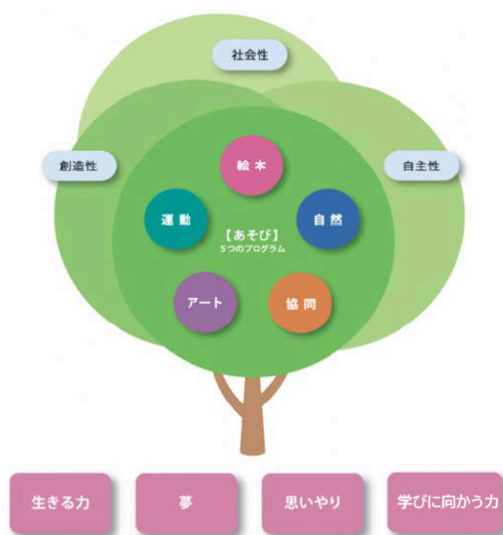 社会性
創造性
自主性
絵本
運動
自然
【あそび】
5つのプログラム
アート
協同
生きる力
夢
思いやり
学びに向かう力